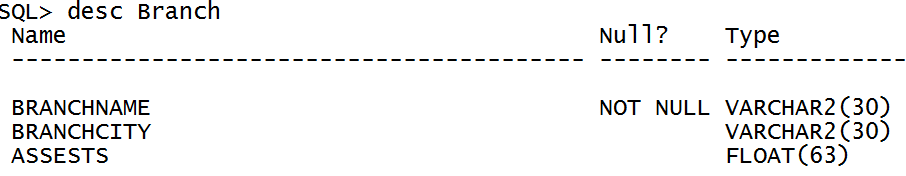 SQL> desc Branch
Name Null? Type
----------------------------------------- -------- -------------
BRANCHNAME NOT NULL VARCHAR2(30)
BRANCHCITY VARCHAR2(30)
ASSESTS FLOAT(63)